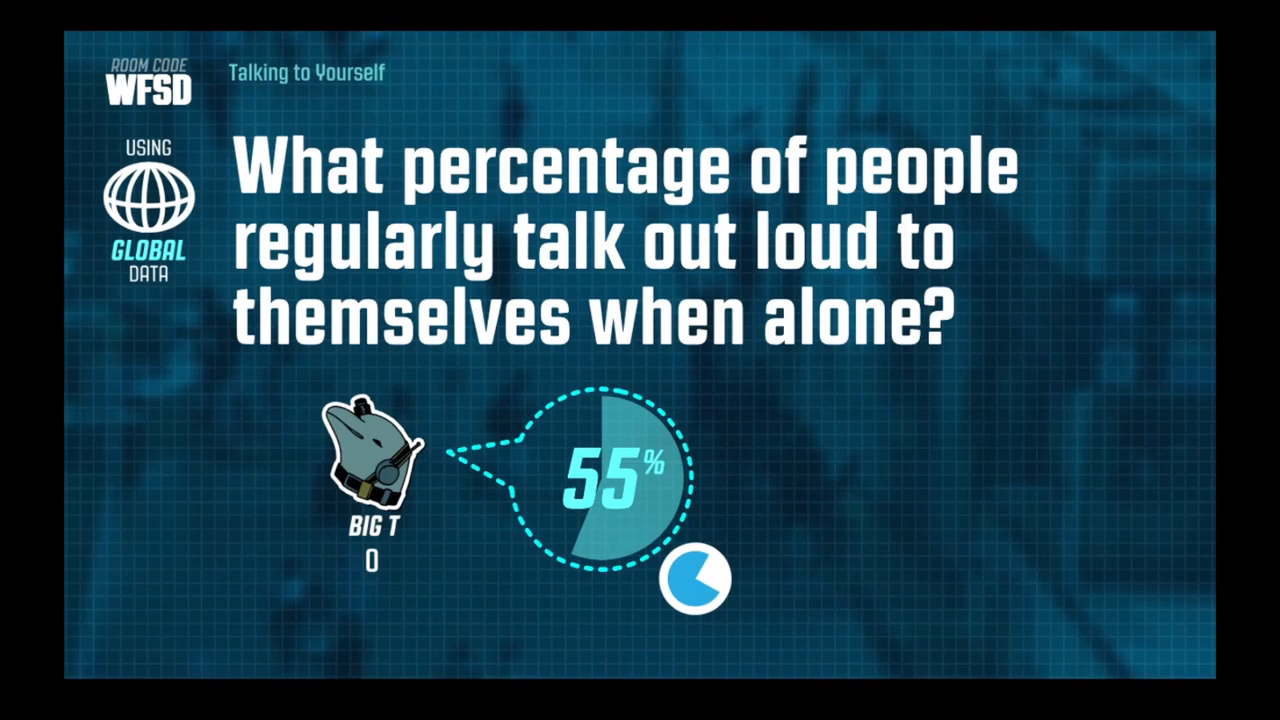 ROOM CODE
WFSD
Talking to Yourself
USING
GLOBAL
DATA
What percentage of people
regularly talk out loud to
themselves when alone?
55%
BIG T
0